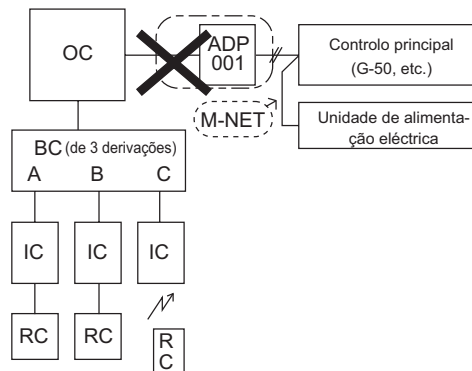 OC
ADP
001
Controlo principal
(G-50, etc.)
M-NET
Unidade de alimenta-
ção eléctrica
BC (de 3 derivações)
A B C
IC IC IC
RC RC
R
C